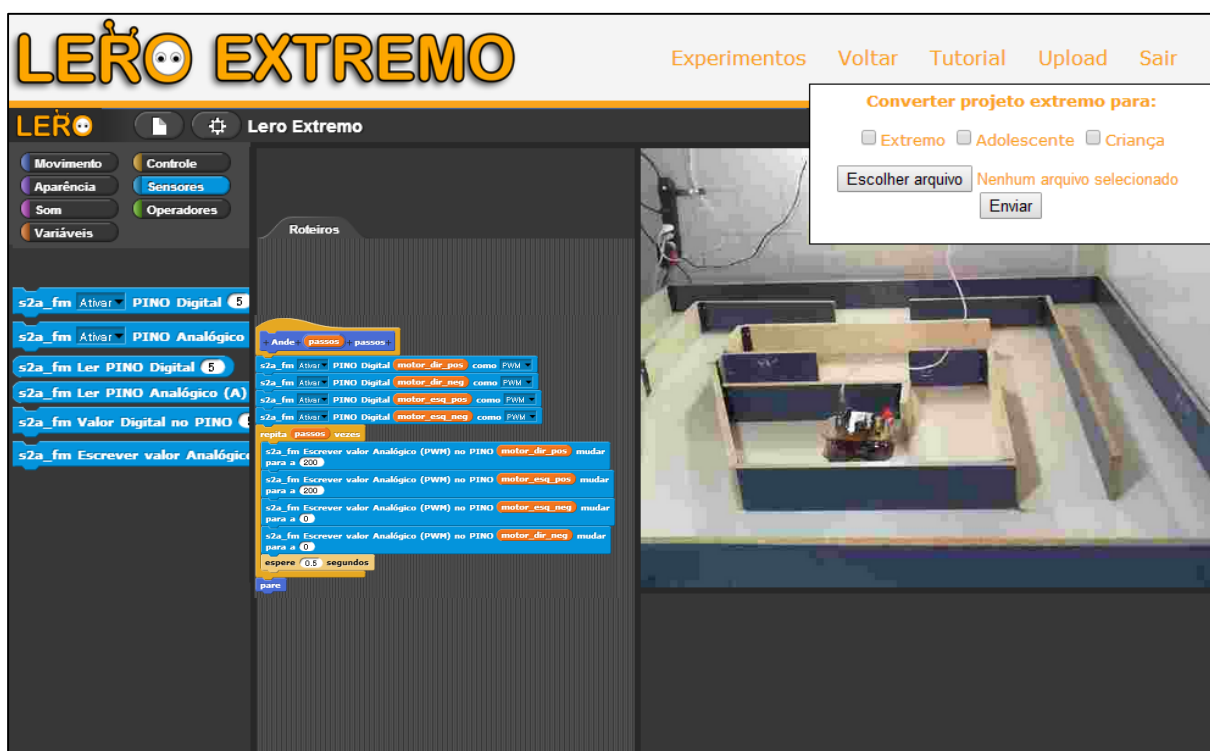 LERO EXTREMO
Experimentos Voltar Tutorial Upload Sair
Converter projeto extremo para:
Extremo Adolescente Criança
Escolher arquivo Nenhum arquivo selecionado
Enviar
LERO Lero Extremo
Movimento Controle
Aparência Sensores
Som Operadores
Variáveis
s2a_fm Ativar PINO Digital 5
s2a_fm Ativar PINO Analógico
s2a_fm Ler PINO Digital 5
s2a_fm Ler PINO Analógico (A)
s2a_fm Valor Digital no PINO
s2a_fm Escrever valor Analógico
Roteiros
+ Ande + passos + passos +
s2a_fm Ativar PINO Digital motor_dir_pos como PWM
s2a_fm Ativar PINO Digital motor_dir_neg como PWM
s2a_fm Ativar PINO Digital motor_esq_pos como PWM
s2a_fm Ativar PINO Digital motor_esq_neg como PWM
repita passos vezes
s2a_fm Escrever valor Analógico (PWM) no PINO motor_dir_pos mudar
para a 200
s2a_fm Escrever valor Analógico (PWM) no PINO motor_esq_pos mudar
para a 200
s2a_fm Escrever valor Analógico (PWM) no PINO motor_esq_neg mudar
para a 0
s2a_fm Escrever valor Analógico (PWM) no PINO motor_dir_neg mudar
para a 0
espere 0.5 segundos
pare